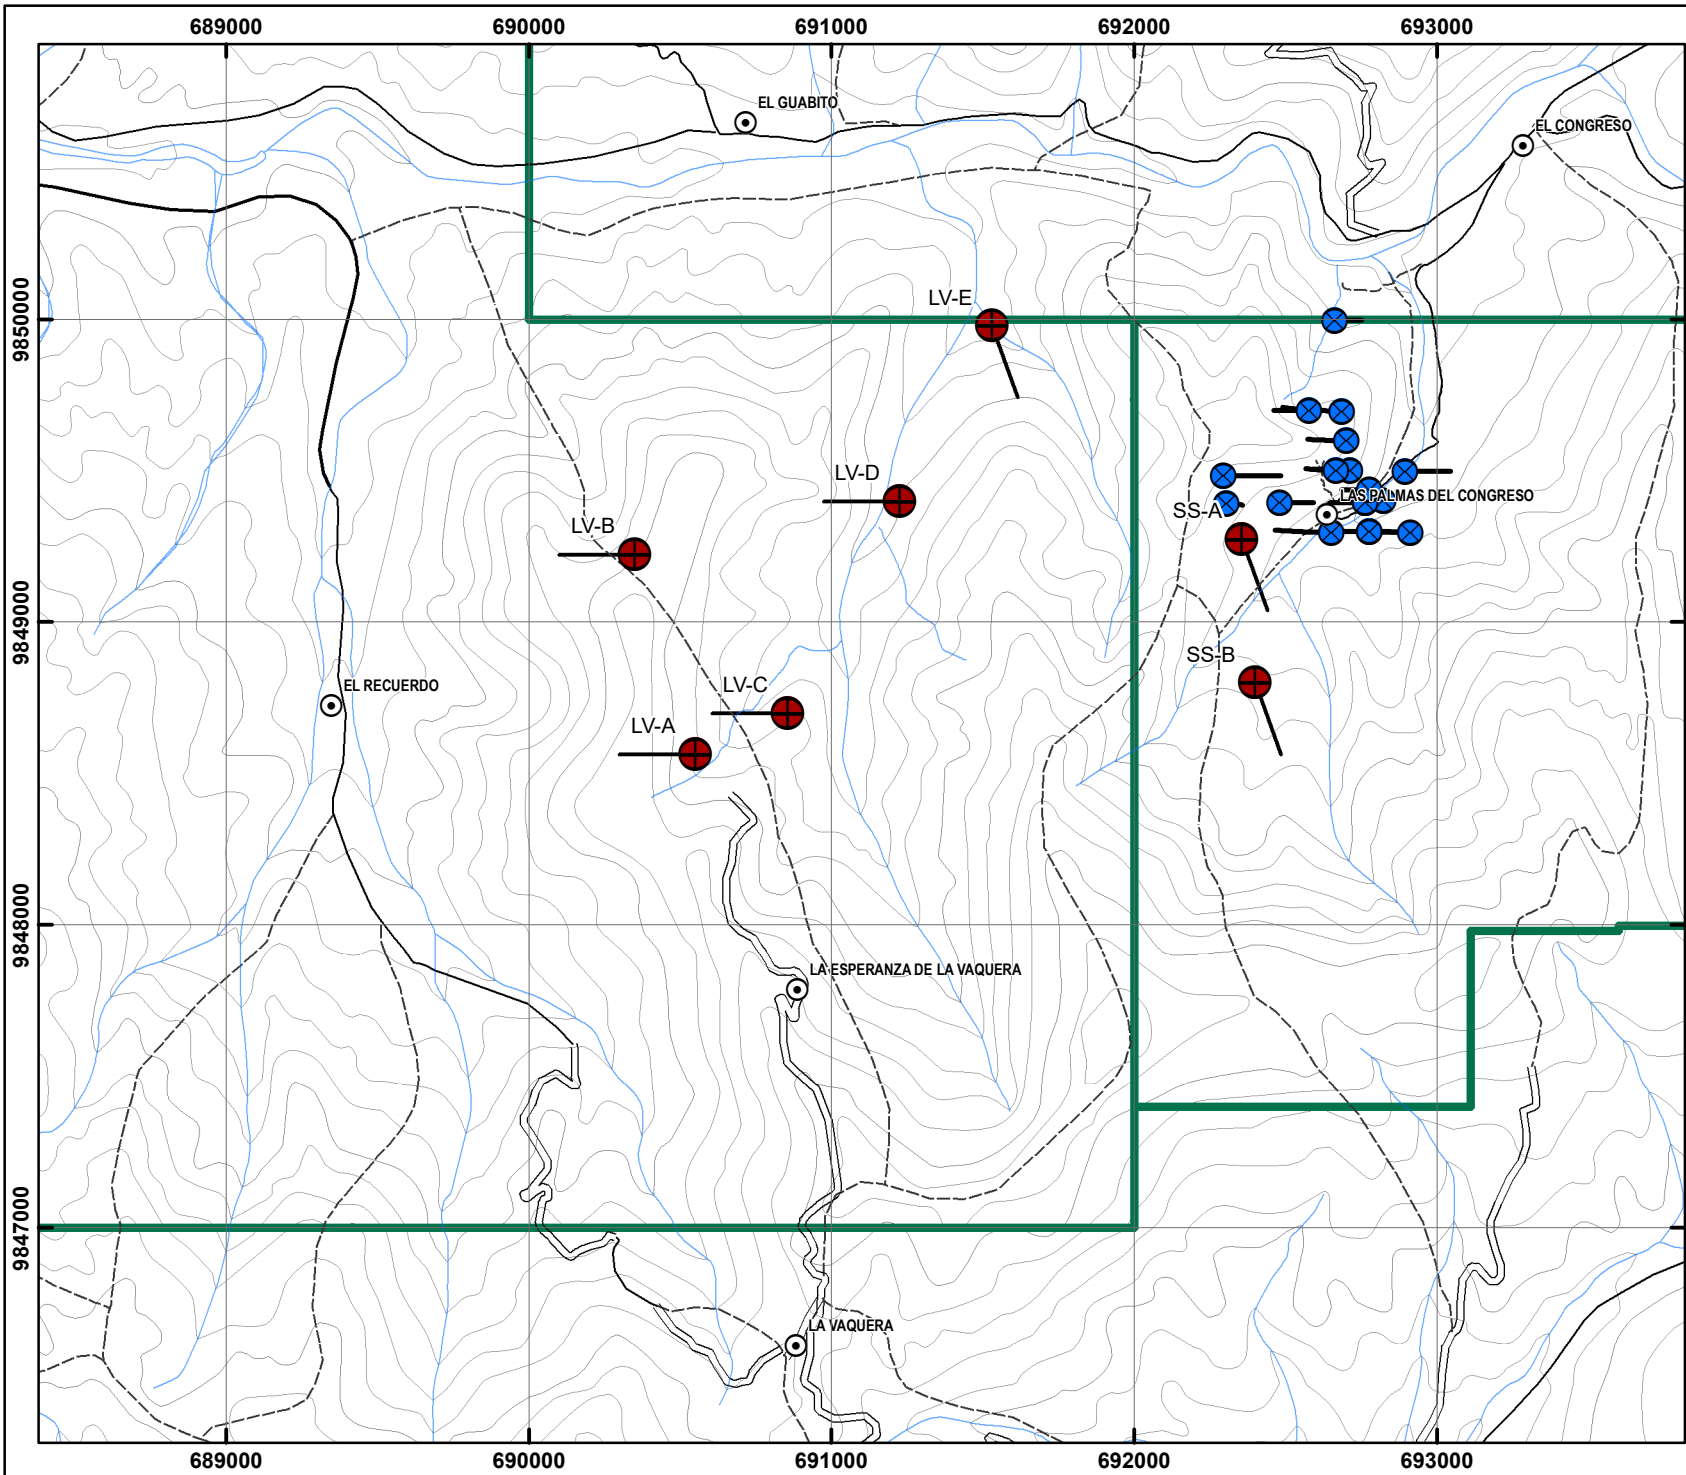 689000
690000
691000
692000
693000
EL GUABITO
EL CONGRESO
LV-E
9850000
LV-D
LAS PALMAS DEL CONGRESO
SS-A
LV-B
9849000
SS-B
EL RECUERDO
LV-C
LV-A
9848000
LA ESPERANZA DE LA VAQUERA
9847000
LA VAQUERA
689000
690000
691000
692000
693000